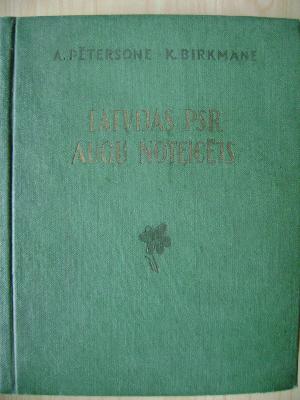 A. PĒTERSONE K. BIRKMANE
LATVIJAS PSR
AUGU NOTEICĒJS